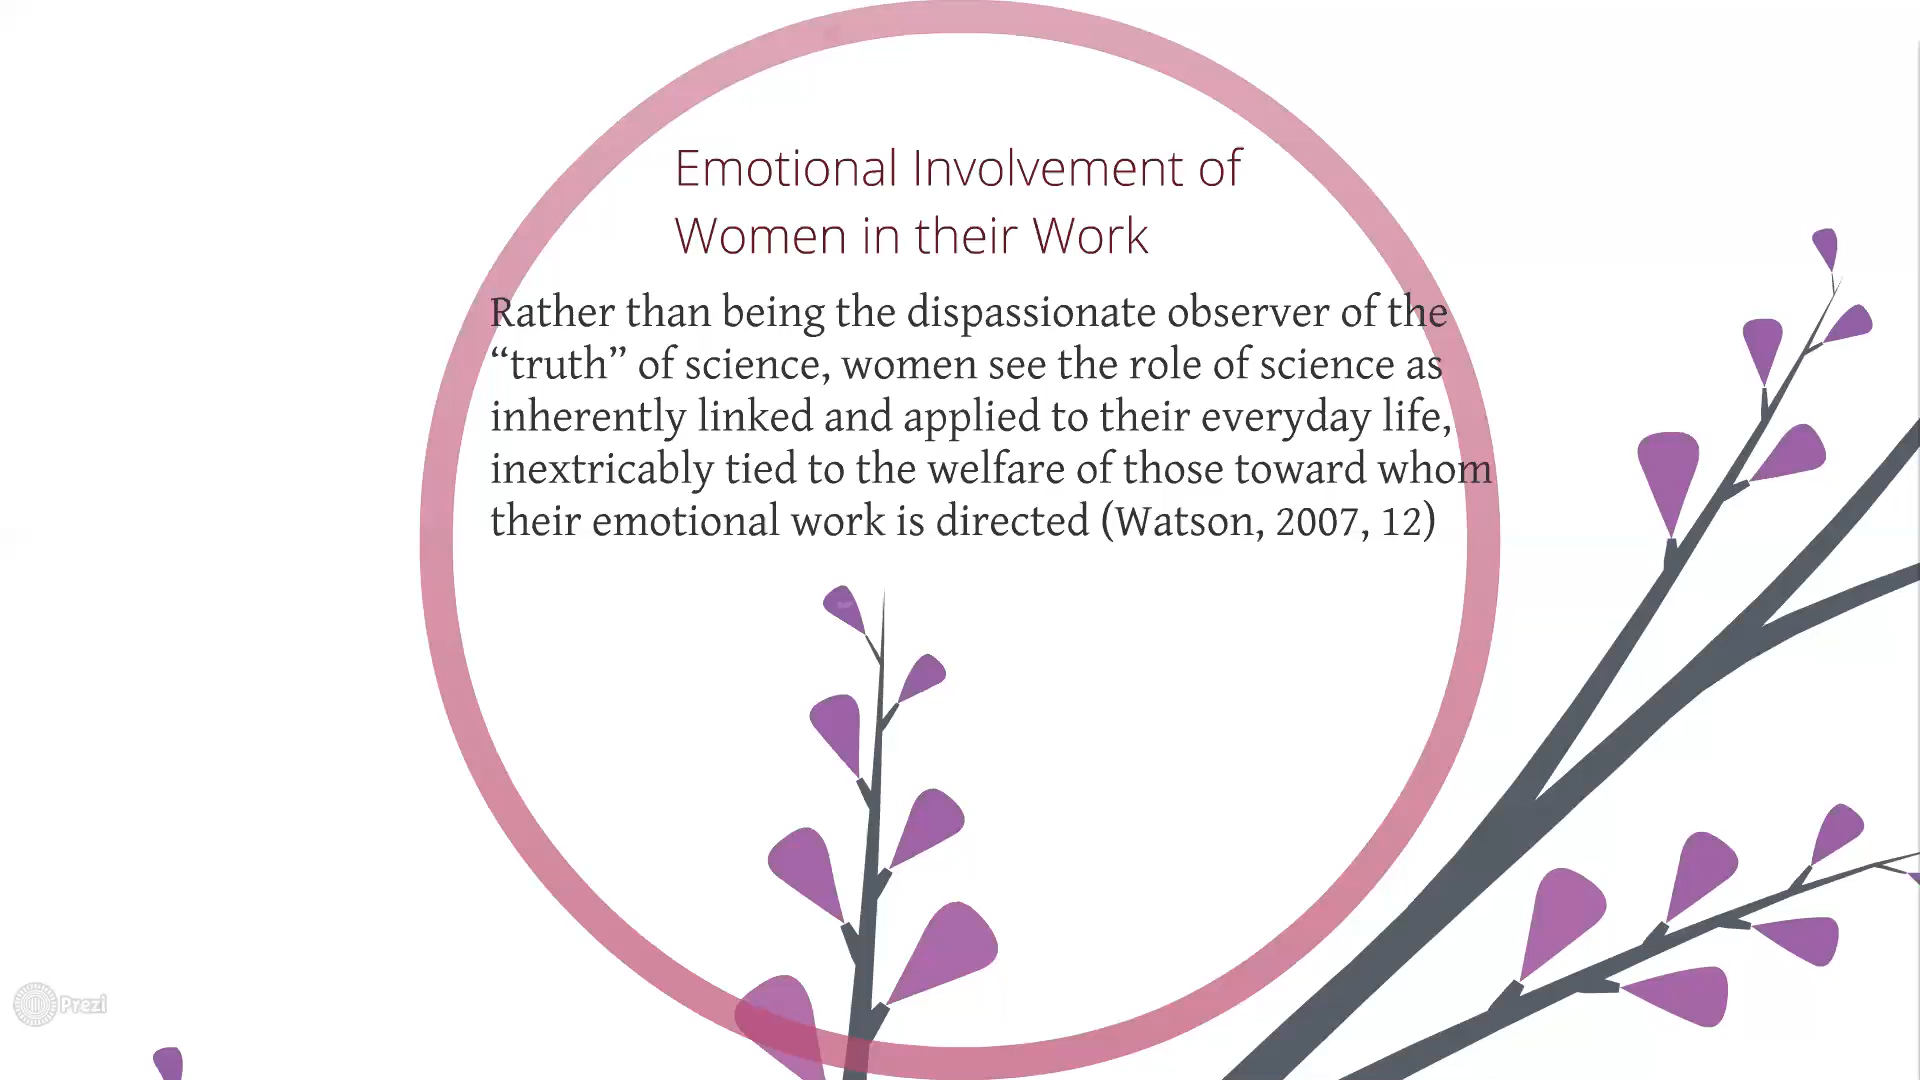 Emotional Involvement of
Women in their Work
Rather than being the dispassionate observer of the
“truth” of science, women see the role of science as
inherently linked and applied to their everyday life,
inextricably tied to the welfare of those toward whom
their emotional work is directed (Watson, 2007, 12)
Prezi